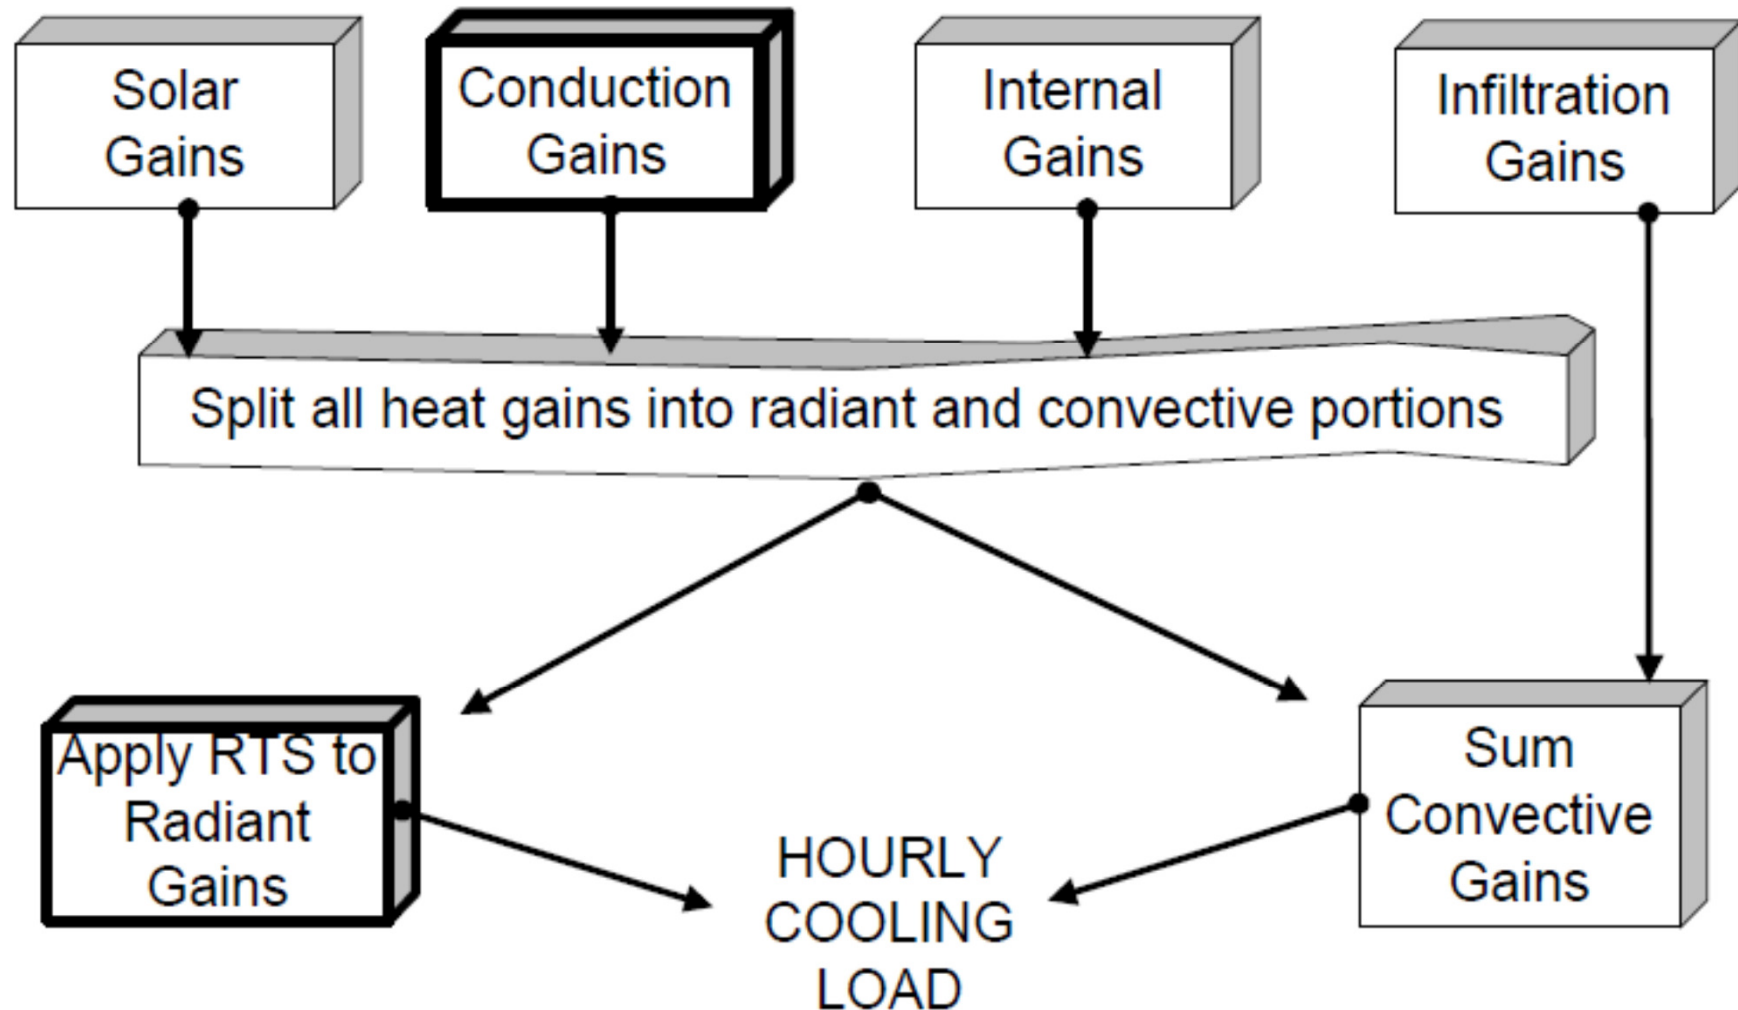 Solar
Gains
Conduction
Gains
Internal
Gains
Infiltration
Gains
Split all heat gains into radiant and convective portions
Apply RTS to
Radiant
Gains
HOURLY
COOLING
LOAD
Sum
Convective
Gains